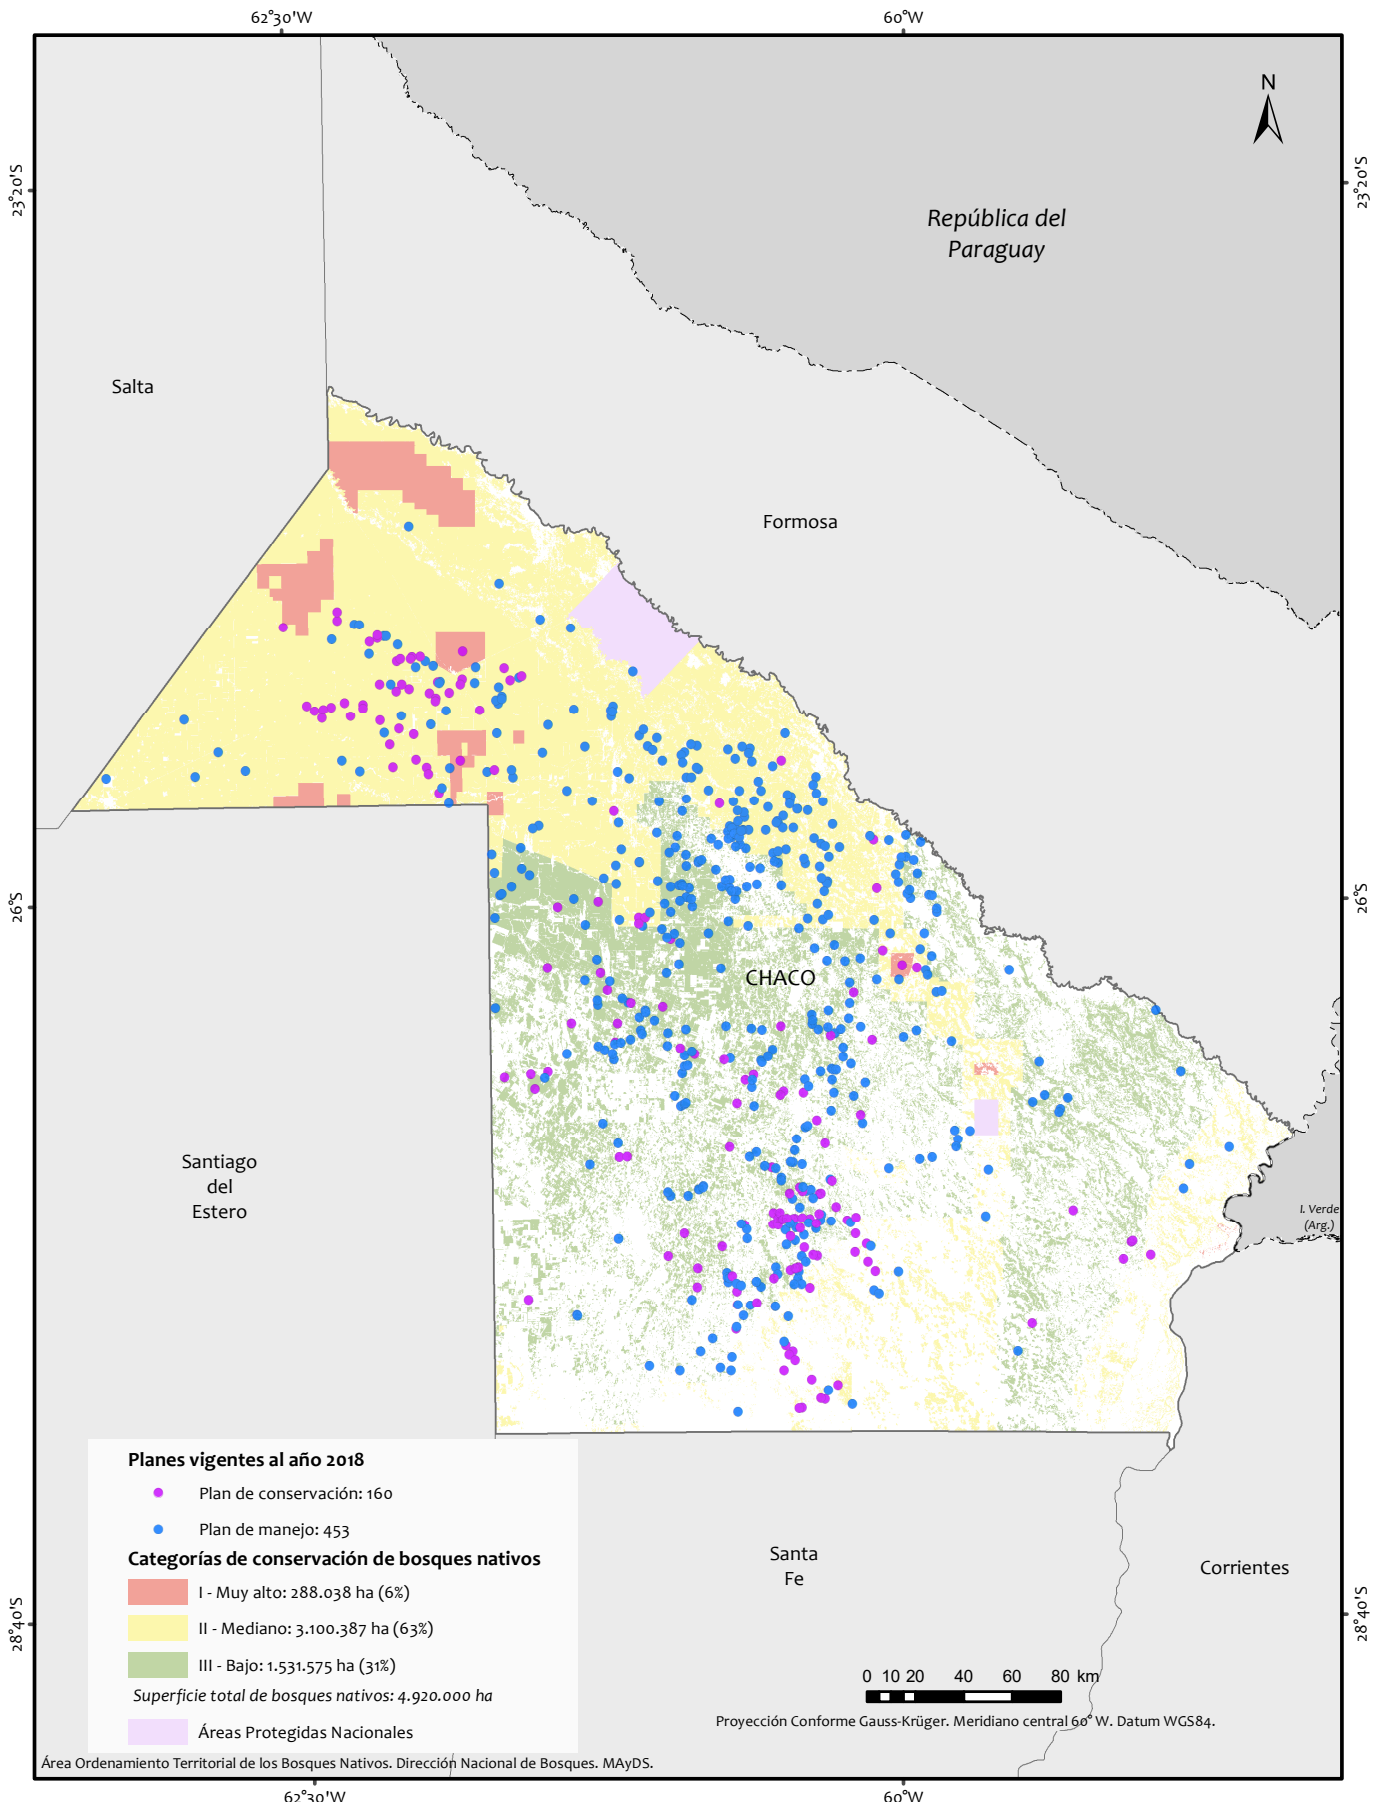 62°30'W
60°W
N
23°20'S
23°20'S
República del
Paraguay
Salta
Formosa
26°S
26°S
CHACO
Santiago
del
Estero
I. Verde
(Arg.)
Planes vigentes al año 2018
Plan de conservación: 160
Plan de manejo: 453
Categorías de conservación de bosques nativos
I - Muy alto: 288.038 ha (6%)
II - Mediano: 3.100.387 ha (63%)
III - Bajo: 1.531.575 ha (31%)
Superficie total de bosques nativos: 4.920.000 ha
Áreas Protegidas Nacionales
Santa
Fe
Corrientes
28°40'S
28°40'S
0 10 20 40 60 80 km
Proyección Conforme Gauss-Krüger. Meridiano central 60° W. Datum WGS84.
Área Ordenamiento Territorial de los Bosques Nativos. Dirección Nacional de Bosques. MAyDS.
62°30'W
60°W